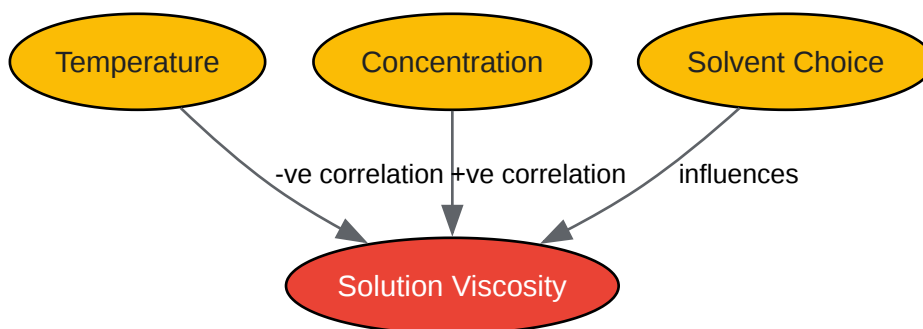 Temperature
Concentration
Solvent Choice
-ve correlation
+ve correlation
influences
Solution Viscosity